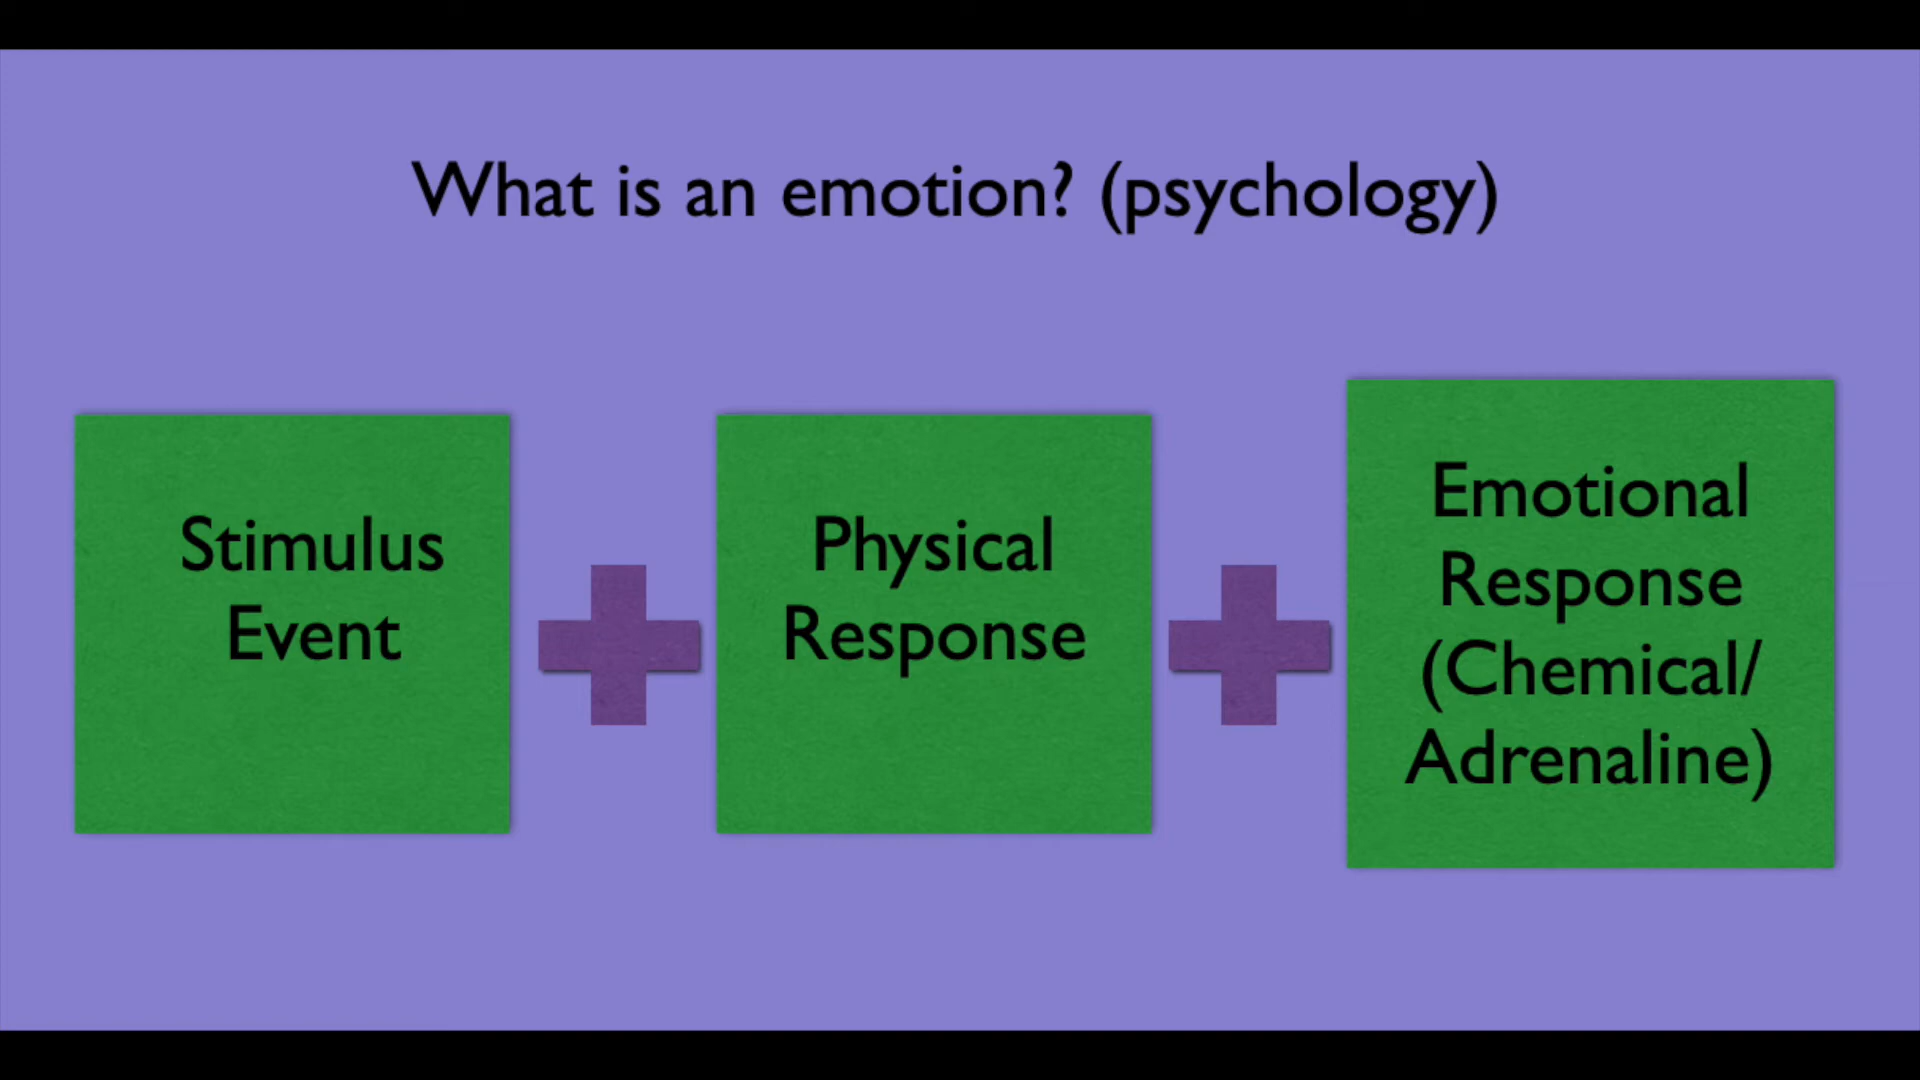 What is an emotion? (psychology)
Stimulus
Event
Physical
Response
Emotional
Response
(Chemical/
Adrenaline)